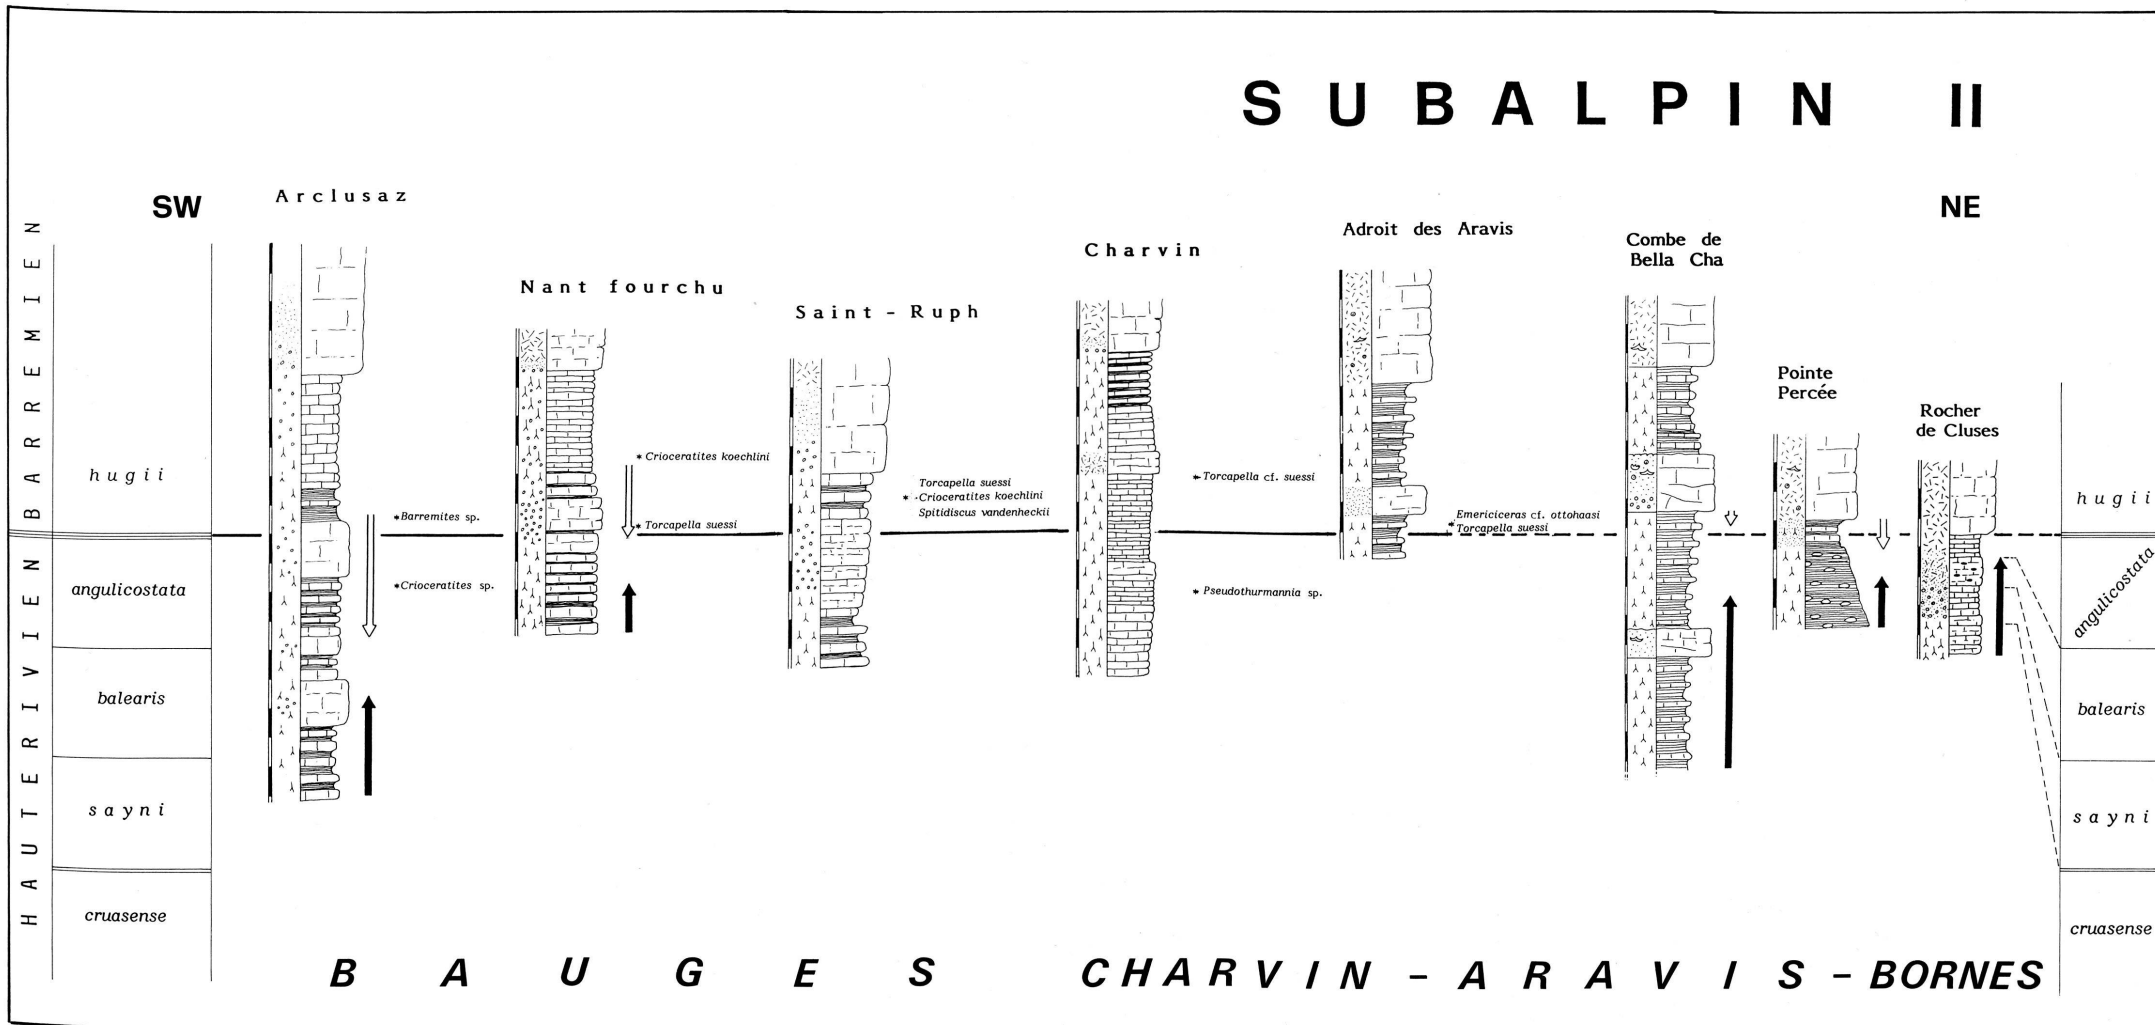 SUBALPIN II
SW
NE
Arclusaz
Nant fourchu
Saint-Ruph
Charvin
Adroit des Aravis
Combe de
Bella Cha
Pointe
Percée
Rocher
de Cluses
BARREMIEN
HAUTERIVIEN
hugii
angulicostata
balearis
sayni
cruasense
*Barremites sp.
*Crioceratites sp.
* Crioceratites koechlini
* Torcapella suessi
Torcapella suessi
* Crioceratites koechlini
Spitidiscus vandenheckii
* Torcapella cf. suessi
* Pseudothurmannia sp.
Emericiceras cf. ottohaasi
* Torcapella suessi
hugii
angulicostata
balearis
sayni
cruasense
BAUGES
CHARVIN-ARAVIS-BORNES